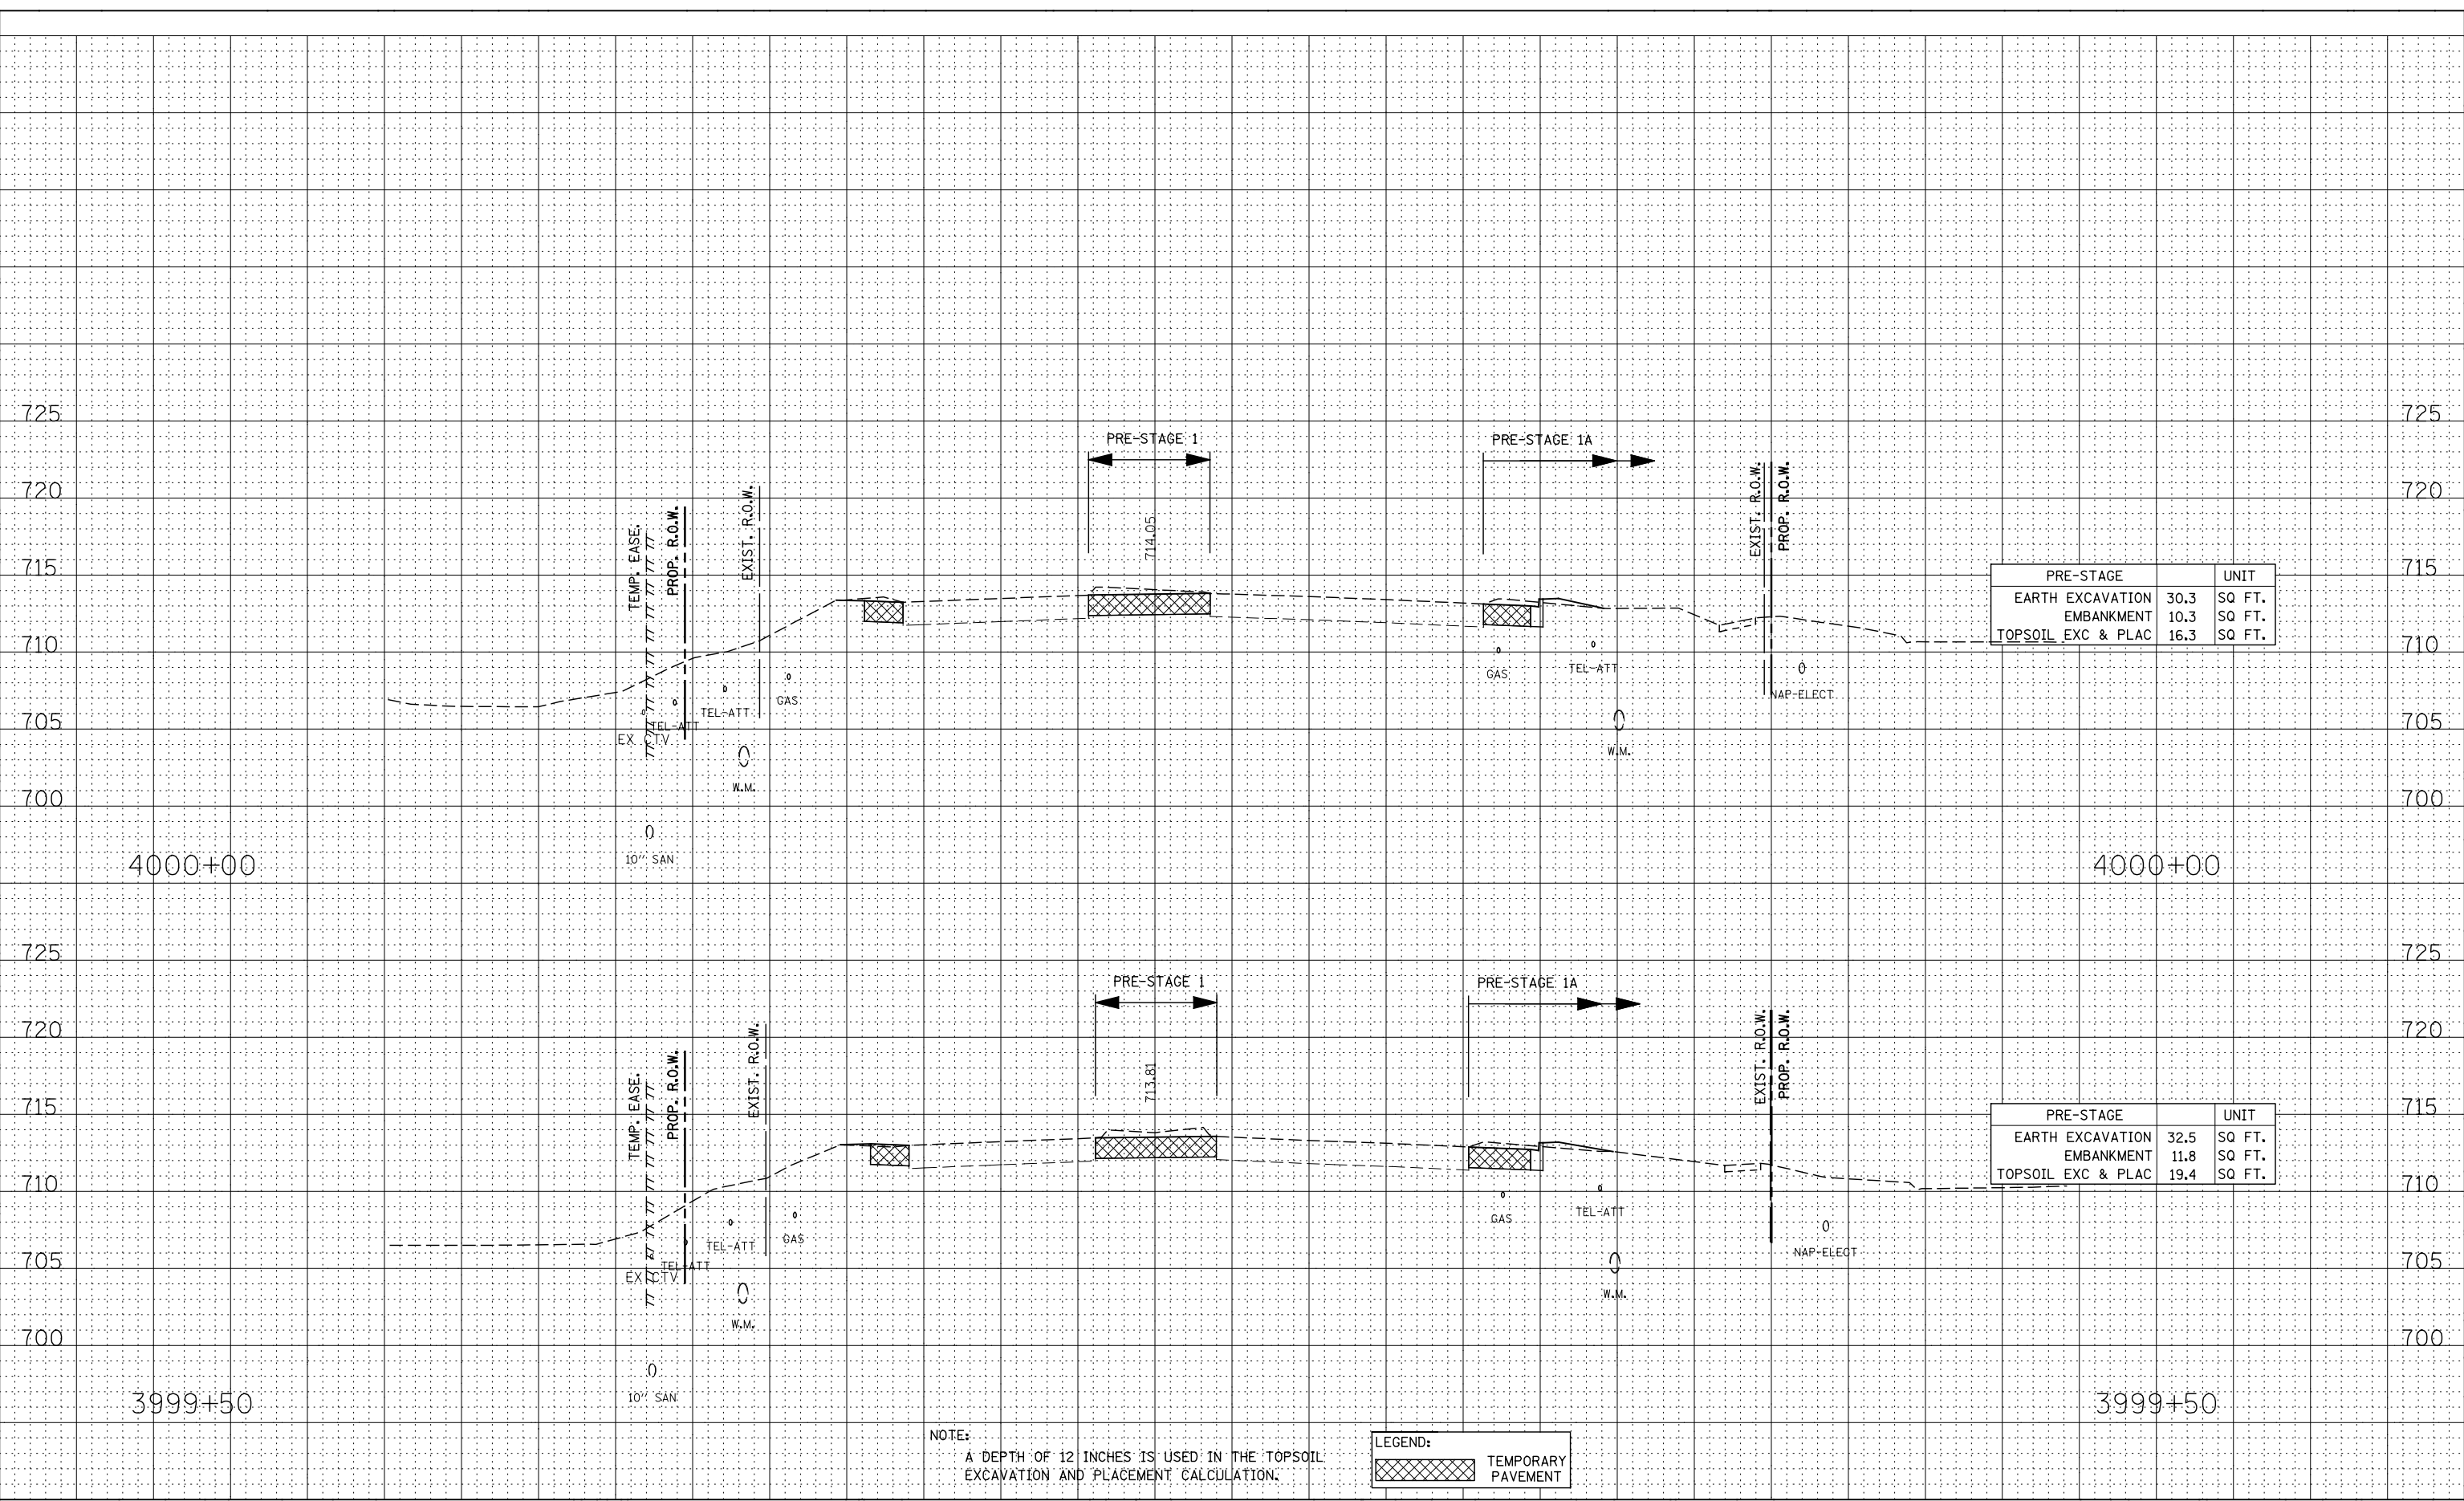 725 725
PRE-STAGE 1 PRE-STAGE 1A
720 720
TEMP. EASE. PROP. R.O.W. EXIST. R.O.W. 714.05 EXIST. R.O.W. PROP. R.O.W.
715 715
PRE-STAGE UNIT
EARTH EXCAVATION 30.3 SQ FT.
EMBANKMENT 10.3 SQ FT.
TOPSOIL EXC & PLAC 16.3 SQ FT.
710 710
GAS TEL-ATT
NAP-ELECT
TEL-ATT GAS
705 705
TEL-ATT
EX CTV
W.M.
W.M.
700 700
10" SAN
4000+00 4000+00
725 725
PRE-STAGE 1 PRE-STAGE 1A
720 720
TEMP. EASE. PROP. R.O.W. EXIST. R.O.W. 713.81 EXIST. R.O.W. PROP. R.O.W.
715 715
PRE-STAGE UNIT
EARTH EXCAVATION 32.5 SQ FT.
EMBANKMENT 11.8 SQ FT.
TOPSOIL EXC & PLAC 19.4 SQ FT.
710 710
GAS TEL-ATT
TEL-ATT GAS
NAP-ELECT
705 705
TEL-ATT
EX CTV
W.M.
W.M.
700 700
10" SAN
3999+50 3999+50
NOTE:
A DEPTH OF 12 INCHES IS USED IN THE TOPSOIL
EXCAVATION AND PLACEMENT CALCULATION.
LEGEND:
TEMPORARY
PAVEMENT